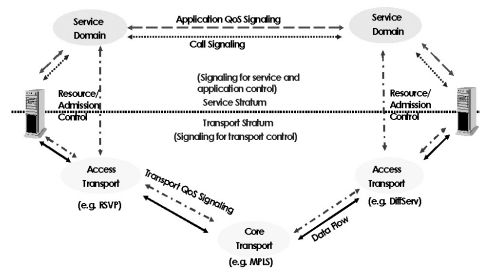 Service
Domain
Application QoS Signaling
Service
Domain
Call Signaling
Resource/
Admission
Control
(Signaling for service and
application control)
Service Stratum
Resource/
Admission
Control
Transport Stratum
(Signaling for transport control)
Access
Transport
(e.g. RSVP)
Transport QoS Signaling
Access
Transport
(e.g. DiffServ)
Data Flow
Core
Transport
(e.g. MPLS)